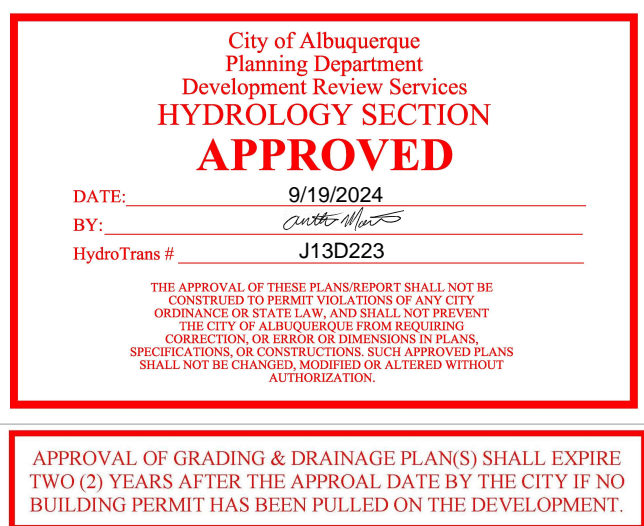 City of Albuquerque
Planning Department
Development Review Services
HYDROLOGY SECTION
APPROVED
DATE: 9/19/2024
BY:
HydroTrans # J13D223
THE APPROVAL OF THESE PLANS/REPORT SHALL NOT BE
CONSTRUED TO PERMIT VIOLATIONS OF ANY CITY
ORDINANCE OR STATE LAW, AND SHALL NOT PREVENT
THE CITY OF ALBUQUERQUE FROM REQUIRING
CORRECTION, OR ERROR OR DIMENSIONS IN PLANS,
SPECIFICATIONS, OR CONSTRUCTIONS. SUCH APPROVED PLANS
SHALL NOT BE CHANGED, MODIFIED OR ALTERED WITHOUT
AUTHORIZATION.
APPROVAL OF GRADING & DRAINAGE PLAN(S) SHALL EXPIRE
TWO (2) YEARS AFTER THE APPROAL DATE BY THE CITY IF NO
BUILDING PERMIT HAS BEEN PULLED ON THE DEVELOPMENT.